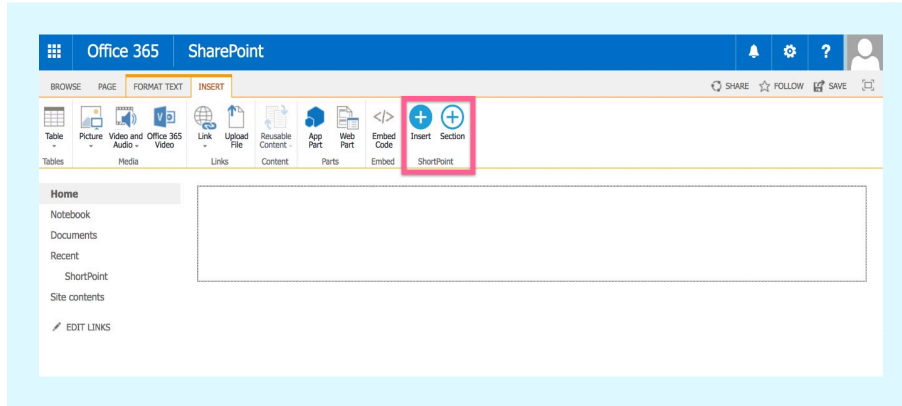 Office 365 SharePoint ?
BROWSE PAGE FORMAT TEXT INSERT SHARE FOLLOW SAVE
Table Picture Video and Office 365 Link Upload Reusable App Web Embed Insert Section
Audio Video File Content Part Part Code
Tables Media Links Content Parts Embed ShortPoint
Home
Notebook
Documents
Recent
ShortPoint
Site contents
EDIT LINKS